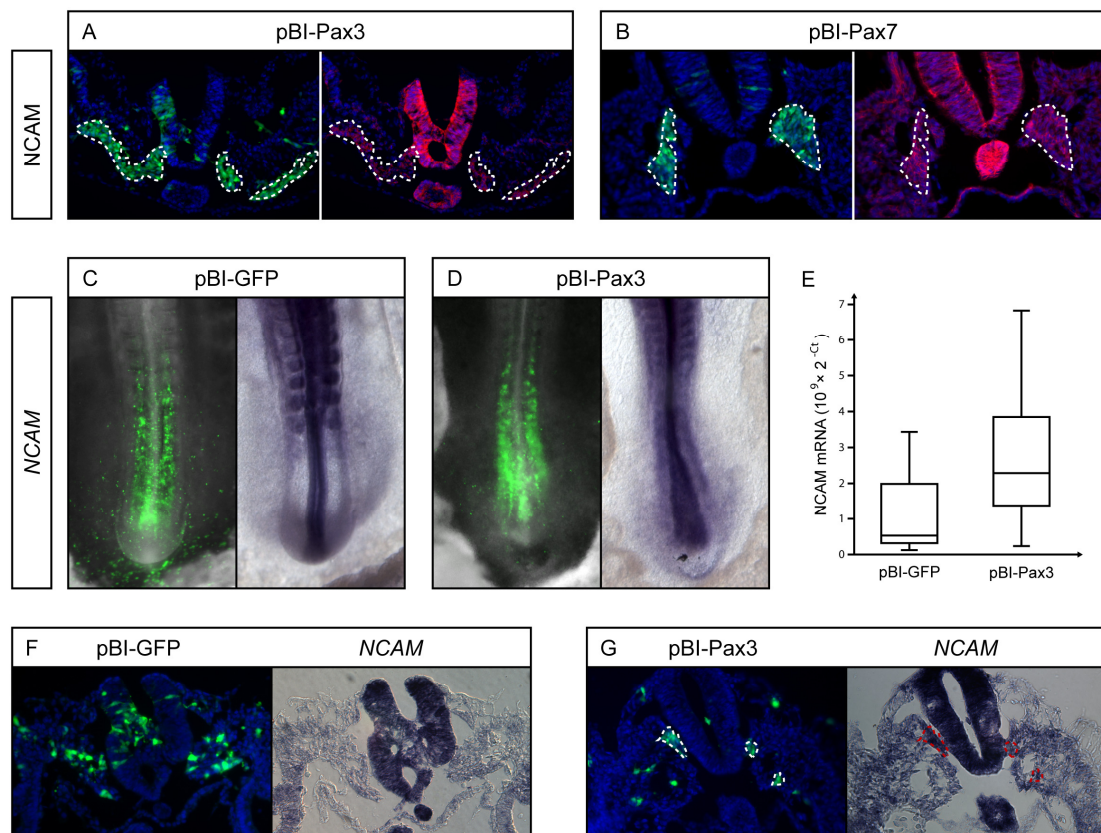 A
pBI-Pax3
B
pBI-Pax7
NCAM
C
pBI-GFP
D
pBI-Pax3
E
NCAM
NCAM mRNA (10⁹× 2⁻ᶜᵗ)
7
6
5
4
3
2
1
0
pBI-GFP
pBI-Pax3
F
pBI-GFP
NCAM
G
pBI-Pax3
NCAM